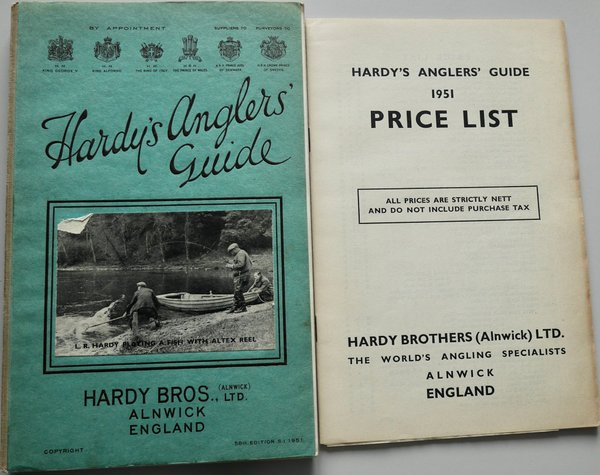 BY APPOINTMENT
SUPPLIERS TO
PURVEYORS TO
H. M. KING GEORGE V
H. M. KING ALFONSO
H. M. THE KING OF ITALY
H.R.H. THE PRINCE OF WALES
OF DENMARK
H.R.H. CROWN PRINCE OF SWEDEN
Hardy's Anglers'
Guide
L. R. HARDY PLAYING A FISH WITH ALTEX REEL
HARDY BROS., (ALNWICK) LTD.
ALNWICK
ENGLAND
COPYRIGHT
1951
HARDY'S ANGLERS' GUIDE
1951
PRICE LIST
ALL PRICES ARE STRICTLY NETT
AND DO NOT INCLUDE PURCHASE TAX
HARDY BROTHERS (Alnwick) LTD.
THE WORLD'S ANGLING SPECIALISTS
ALNWICK
ENGLAND